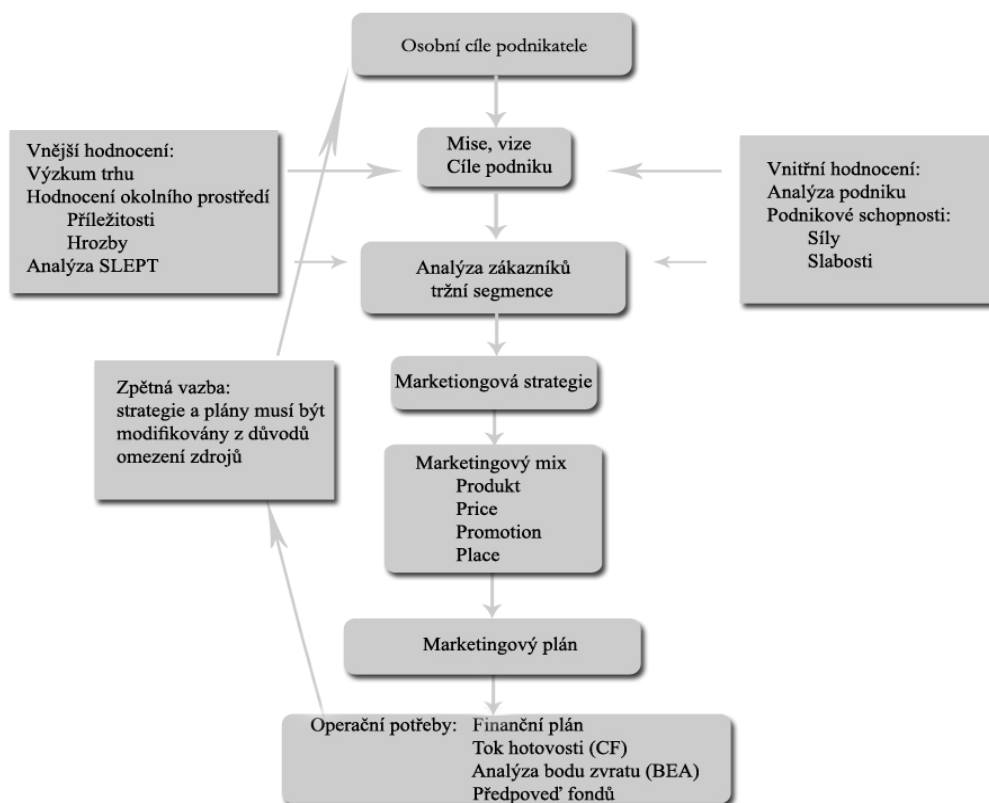 Osobní cíle podnikatele
Mise, vize
Cíle podniku
Vnější hodnocení:
Výzkum trhu
Hodnocení okolního prostředí
Příležitosti
Hrozby
Analýza SLEPT
Vnitřní hodnocení:
Analýza podniku
Podnikové schopnosti:
Síly
Slabosti
Analýza zákazníků
tržní segmence
Marketiongová strategie
Zpětná vazba:
strategie a plány musí být
modifikovány z důvodů
omezení zdrojů
Marketingový mix
Produkt
Price
Promotion
Place
Marketingový plán
Operační potřeby: Finanční plán
Tok hotovosti (CF)
Analýza bodu zvratu (BEA)
Předpověď fondů